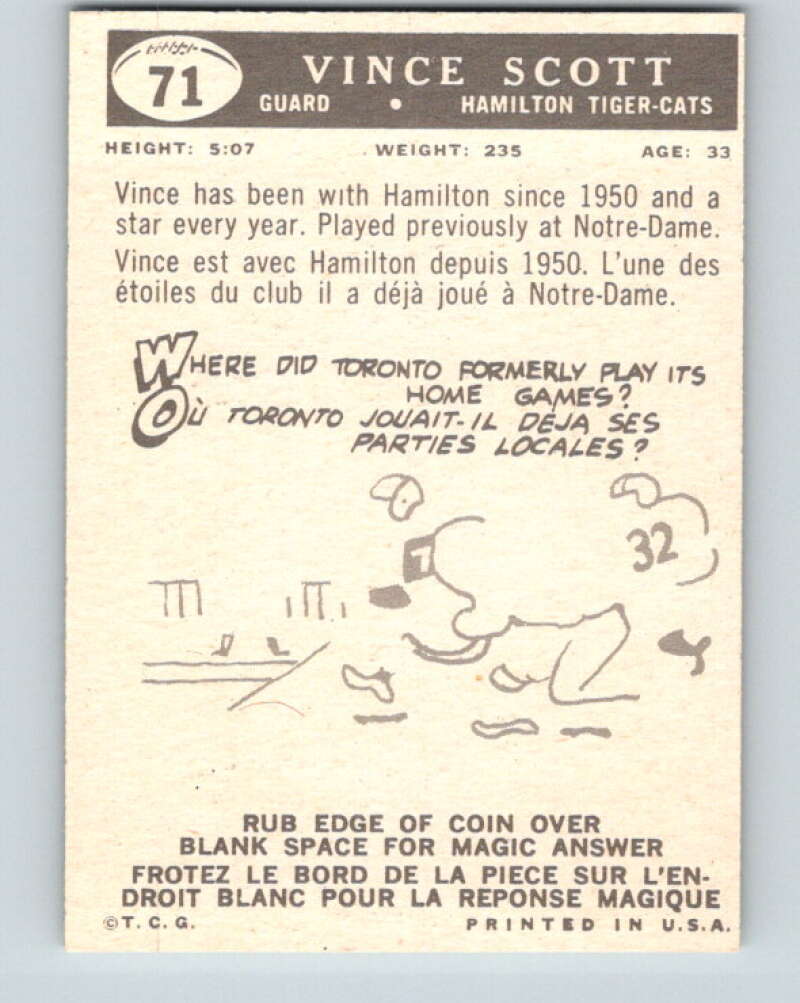 71
VINCE SCOTT
GUARD • HAMILTON TIGER-CATS
HEIGHT: 5:07 WEIGHT: 235 AGE: 33
Vince has been with Hamilton since 1950 and a
star every year. Played previously at Notre-Dame.
Vince est avec Hamilton depuis 1950. L'une des
étoiles du club il a déjà joué à Notre-Dame.
WHERE DID TORONTO FORMERLY PLAY ITS
HOME GAMES?
OÙ TORONTO JOUAIT-IL DÉJA SES
PARTIES LOCALES?
7
32
RUB EDGE OF COIN OVER
BLANK SPACE FOR MAGIC ANSWER
FROTEZ LE BORD DE LA PIECE SUR L'EN-
DROIT BLANC POUR LA REPONSE MAGIQUE
©T.C.G. PRINTED IN U.S.A.